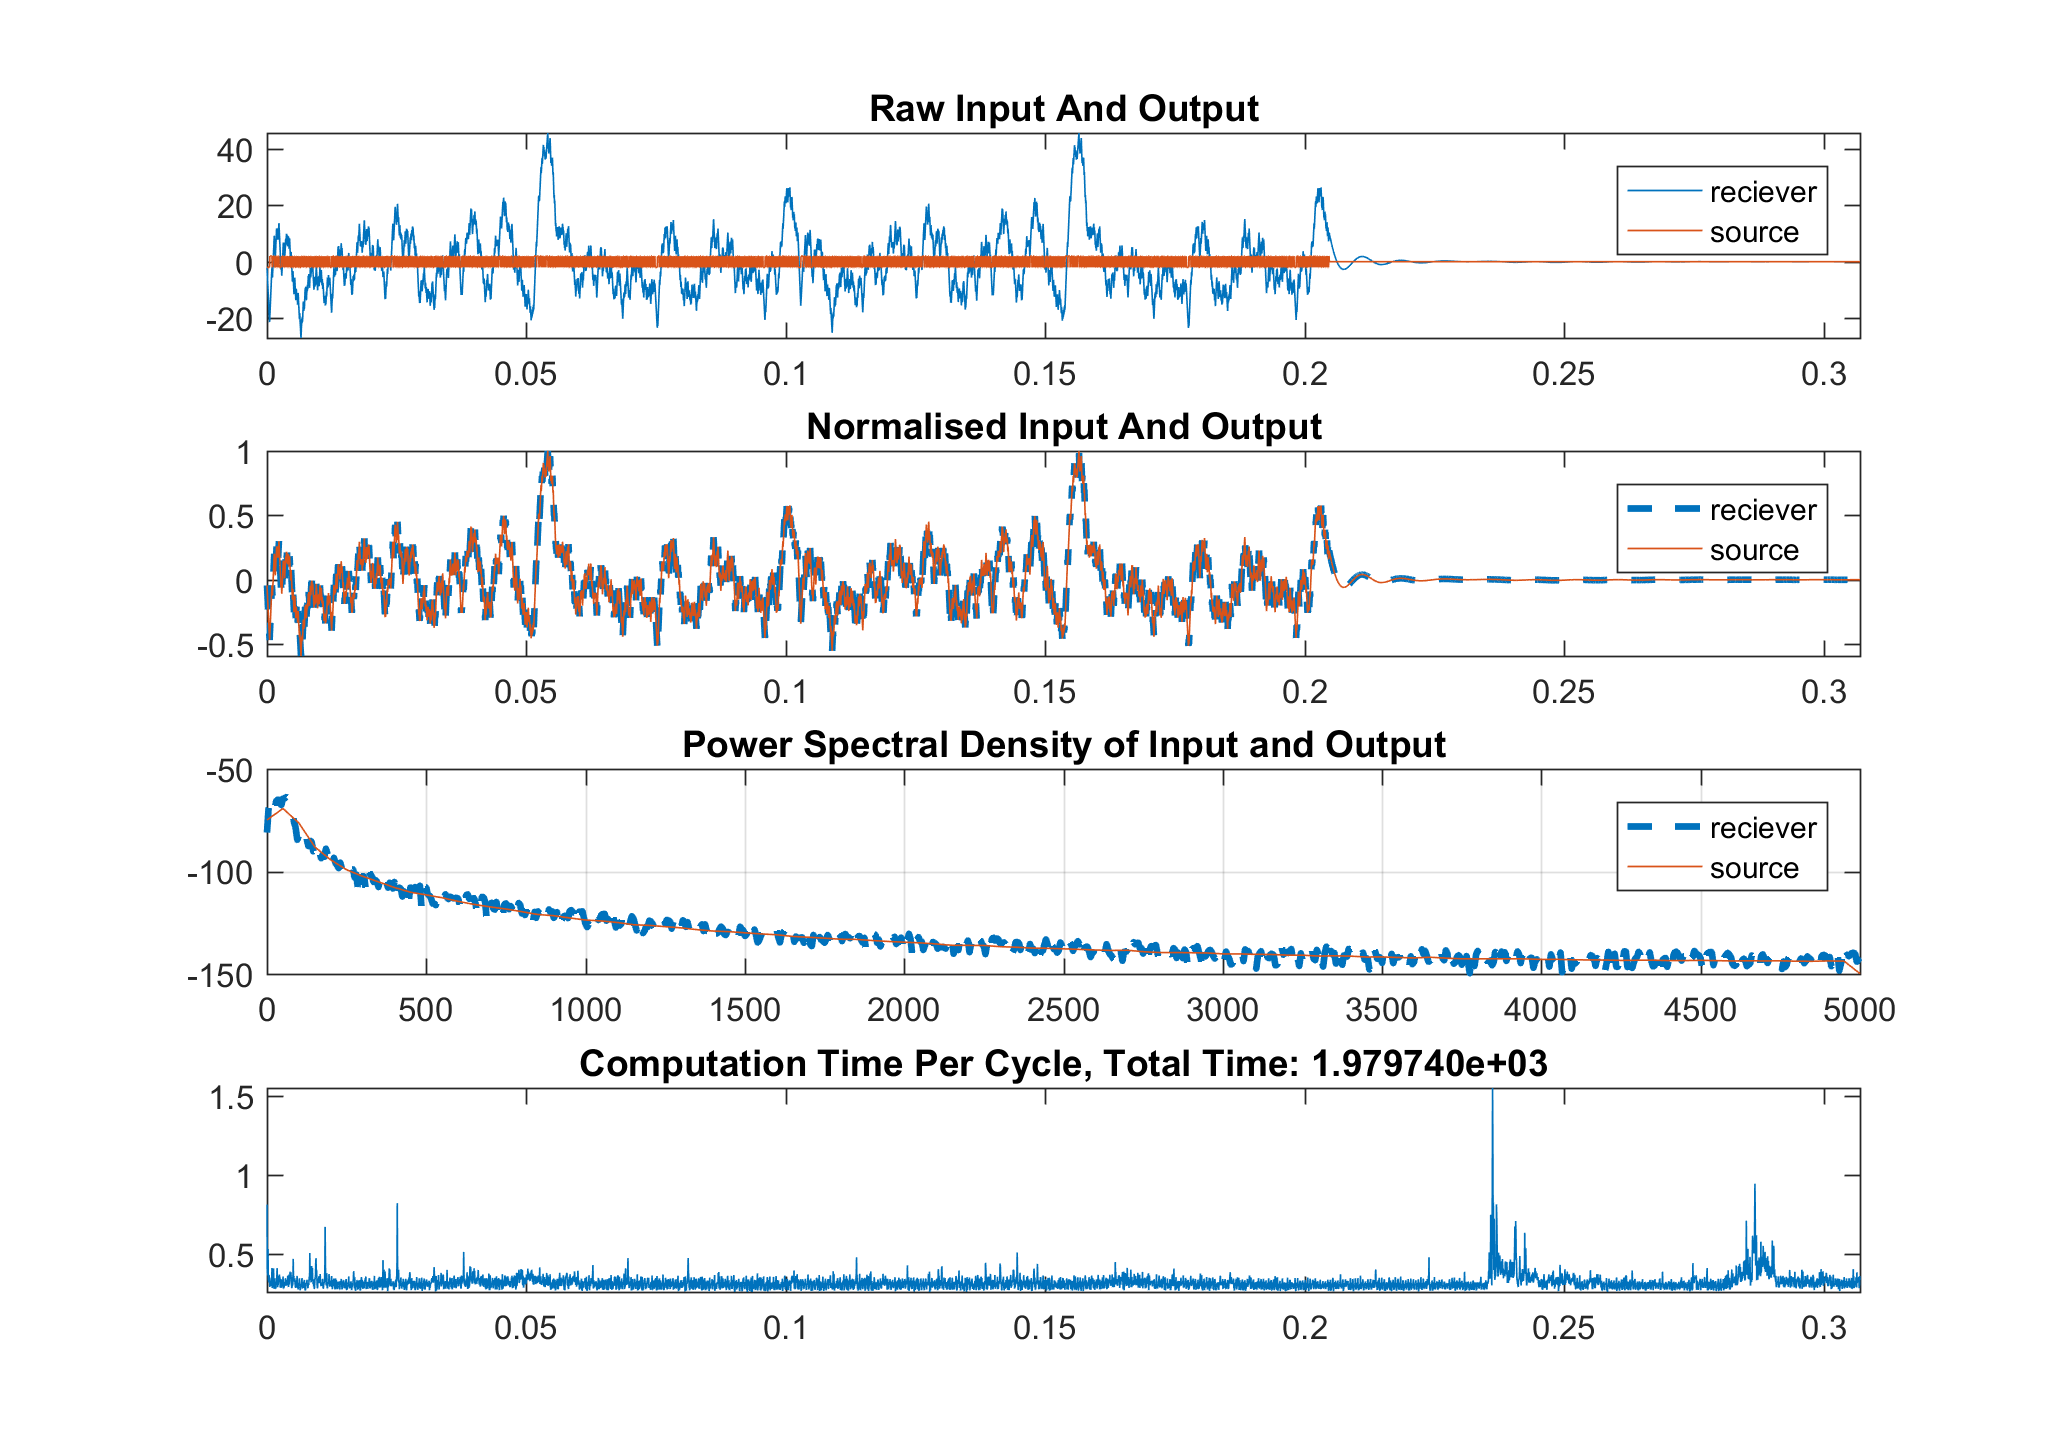 Raw Input And Output
40
20
0
-20
reciever
source
0 0.05 0.1 0.15 0.2 0.25 0.3
Normalised Input And Output
1
0.5
0
-0.5
reciever
source
0 0.05 0.1 0.15 0.2 0.25 0.3
Power Spectral Density of Input and Output
-50
-100
-150
reciever
source
0 500 1000 1500 2000 2500 3000 3500 4000 4500 5000
Computation Time Per Cycle, Total Time: 1.979740e+03
1.5
1
0.5
0 0.05 0.1 0.15 0.2 0.25 0.3